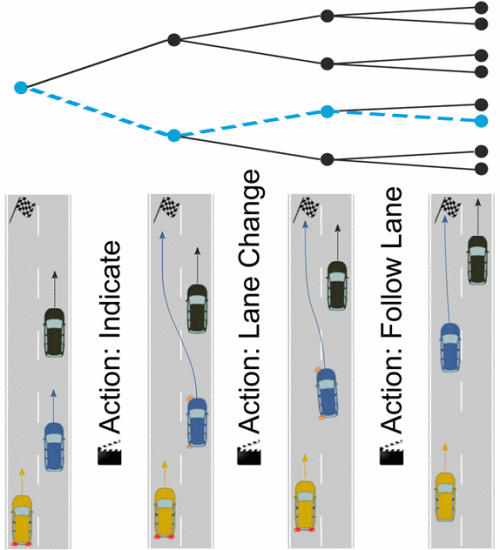 Action: Indicate
Action: Lane Change
Action: Follow Lane